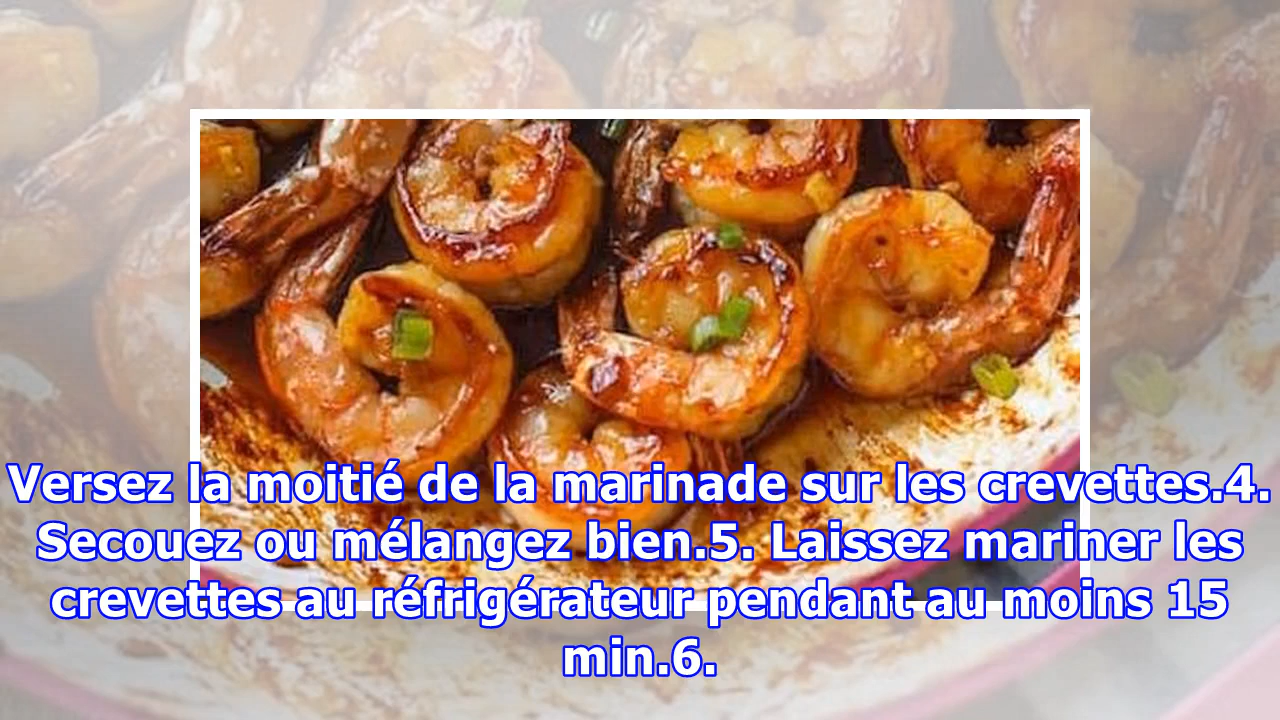 Versez la moitié de la marinade sur les crevettes.4.
Secouez ou mélangez bien.5. Laissez mariner les
crevettes au réfrigérateur pendant au moins 15
min.6.